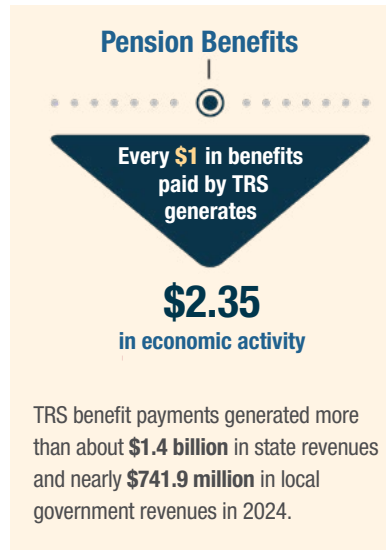 Pension Benefits
Every $1 in benefits
paid by TRS
generates
$2.35
in economic activity
TRS benefit payments generated more
than about $1.4 billion in state revenues
and nearly $741.9 million in local
government revenues in 2024.